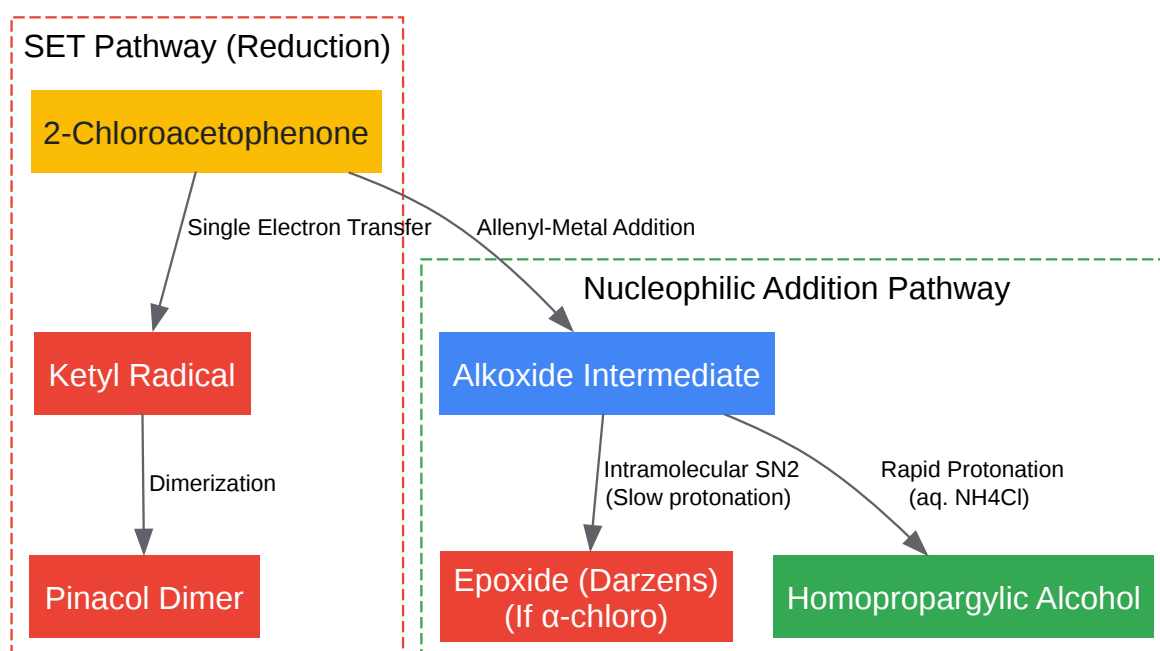 SET Pathway (Reduction)
2-Chloroacetophenone
Single Electron Transfer
Allenyl-Metal Addition
Nucleophilic Addition Pathway
Ketyl Radical
Alkoxide Intermediate
Dimerization
Intramolecular SN2
(Slow protonation)
Rapid Protonation
(aq. NH4Cl)
Pinacol Dimer
Epoxide (Darzens)
(If α-chloro)
Homopropargylic Alcohol